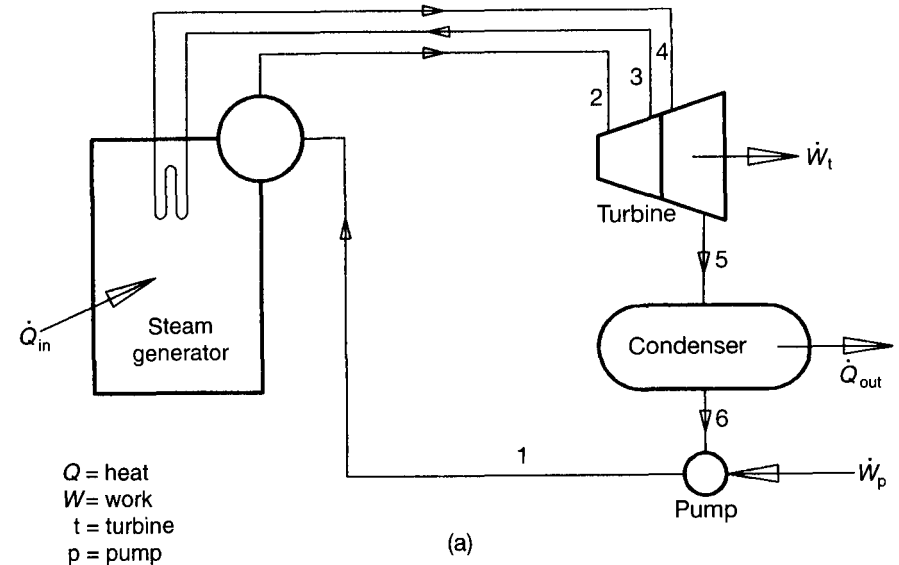 4
3
2
Ẇt
Turbine
5
Q̇in
Steam
generator
Condenser
Q̇out
6
1
Ẇp
Pump
Q = heat
W = work
t = turbine
p = pump
(a)